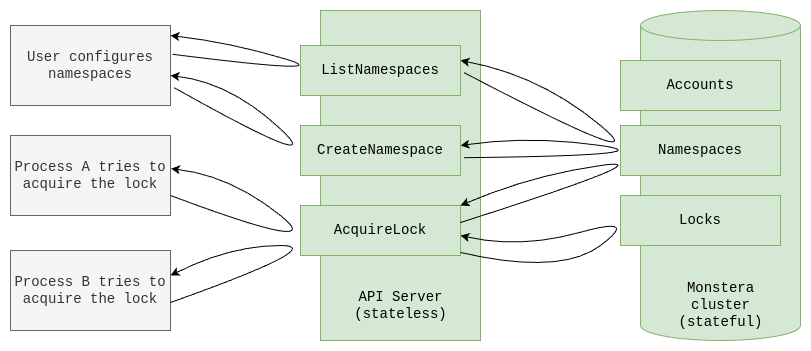 User configures
namespaces
Process A tries to
acquire the lock
Process B tries to
acquire the lock
ListNamespaces
CreateNamespace
AcquireLock
API Server
(stateless)
Accounts
Namespaces
Locks
Monstera
cluster
(stateful)